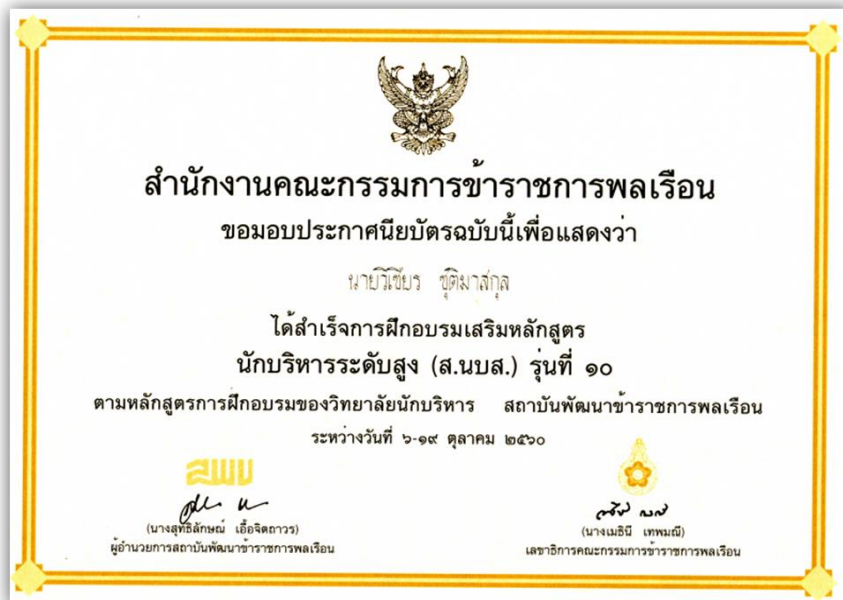 สำนักงานคณะกรรมการข้าราชการพลเรือน
ขอมอบประกาศนียบัตรฉบับนี้เพื่อแสดงว่า
นายวิเชียร ชุติมาสกุล
ได้สำเร็จการฝึกอบรมเสริมหลักสูตร
นักบริหารระดับสูง (ส.นบส.) รุ่นที่ ๑๐
ตามหลักสูตรการฝึกอบรมของวิทยาลัยนักบริหาร สถาบันพัฒนาข้าราชการพลเรือน
ระหว่างวันที่ ๖-๑๙ ตุลาคม ๒๕๖๐
สพข
(นางสุทธิลักษณ์ เอื้อจิตถาวร)
ผู้อำนวยการสถาบันพัฒนาข้าราชการพลเรือน
(นางเมธินี เทพมณี)
เลขาธิการคณะกรรมการข้าราชการพลเรือน